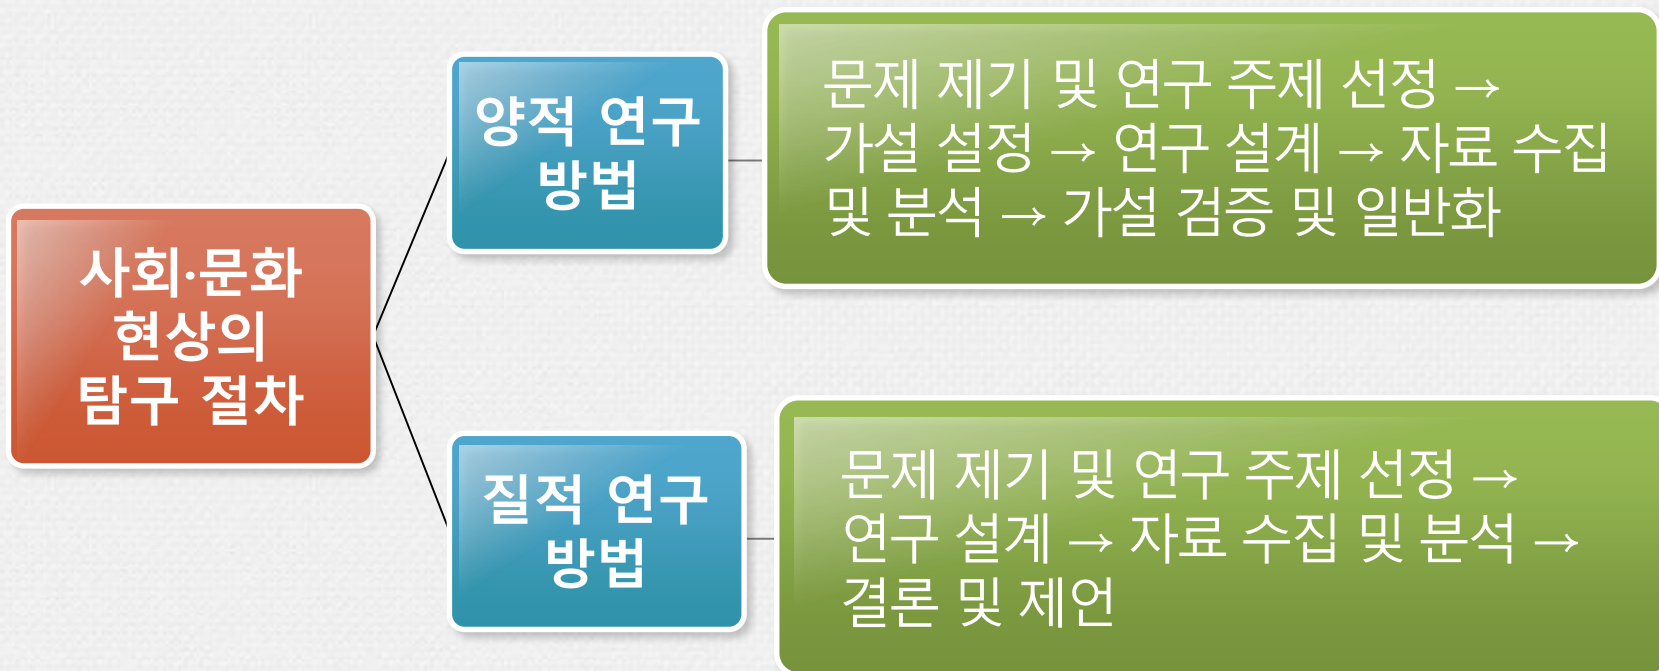 사회·문화
현상의
탐구 절차
양적 연구
방법
문제 제기 및 연구 주제 선정 →
가설 설정 → 연구 설계 → 자료 수집
및 분석 → 가설 검증 및 일반화
질적 연구
방법
문제 제기 및 연구 주제 선정 →
연구 설계 → 자료 수집 및 분석 →
결론 및 제언